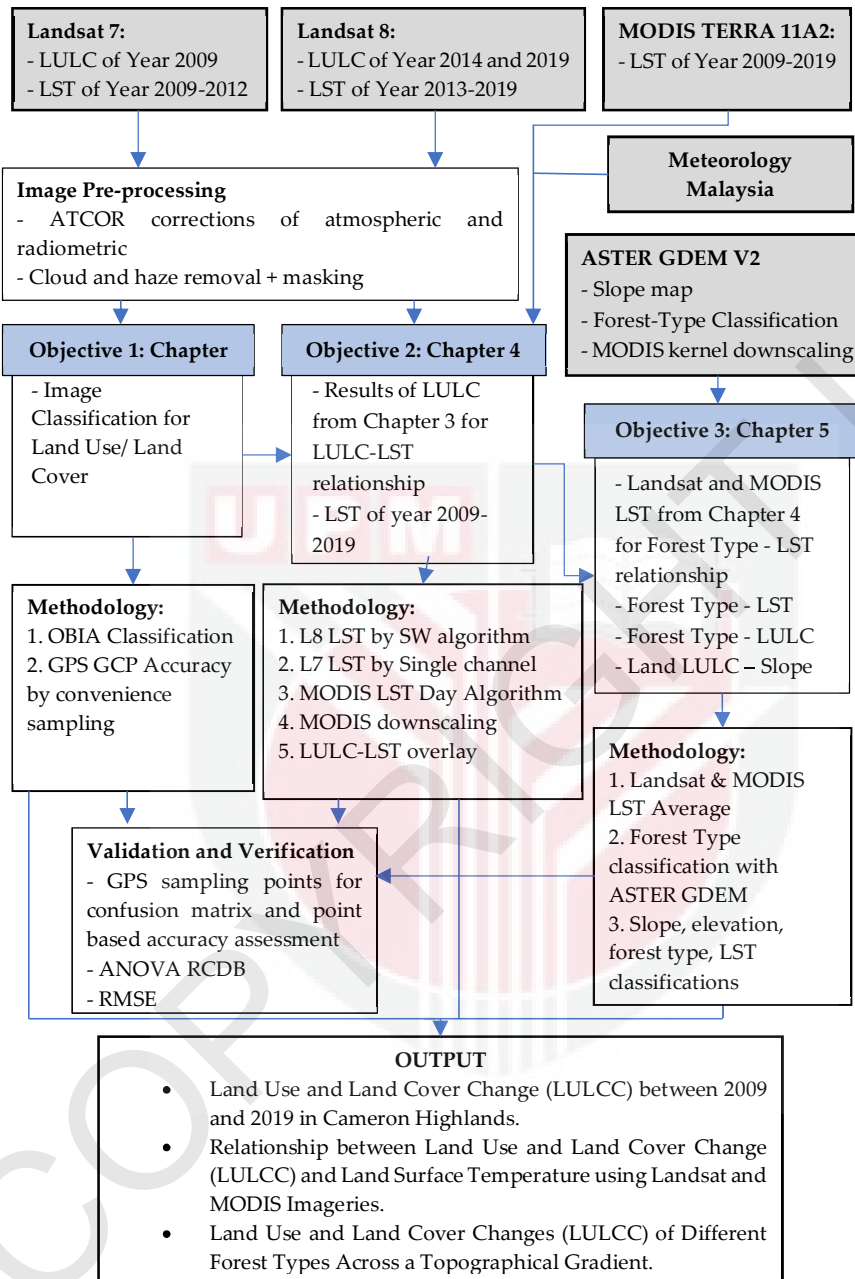 Landsat 7:
- LULC of Year 2009
- LST of Year 2009-2012
Landsat 8:
- LULC of Year 2014 and 2019
- LST of Year 2013-2019
MODIS TERRA 11A2:
- LST of Year 2009-2019
Meteorology
Malaysia
Image Pre-processing
- ATCOR corrections of atmospheric and
radiometric
- Cloud and haze removal + masking
ASTER GDEM V2
- Slope map
- Forest-Type Classification
- MODIS kernel downscaling
Objective 1: Chapter
- Image
Classification for
Land Use/ Land
Cover
Objective 2: Chapter 4
- Results of LULC
from Chapter 3 for
LULC-LST
relationship
- LST of year 2009-
2019
Objective 3: Chapter 5
- Landsat and MODIS
LST from Chapter 4
for Forest Type - LST
relationship
- Forest Type - LST
- Forest Type - LULC
- Land LULC – Slope
Methodology:
1. OBIA Classification
2. GPS GCP Accuracy
by convenience
sampling
Methodology:
1. L8 LST by SW algorithm
2. L7 LST by Single channel
3. MODIS LST Day Algorithm
4. MODIS downscaling
5. LULC-LST overlay
Methodology:
1. Landsat & MODIS
LST Average
2. Forest Type
classification with
ASTER GDEM
3. Slope, elevation,
forest type, LST
classifications
Validation and Verification
- GPS sampling points for
confusion matrix and point
based accuracy assessment
- ANOVA RCDB
- RMSE
OUTPUT
• Land Use and Land Cover Change (LULCC) between 2009
and 2019 in Cameron Highlands.
• Relationship between Land Use and Land Cover Change
(LULCC) and Land Surface Temperature using Landsat and
MODIS Imageries.
• Land Use and Land Cover Changes (LULCC) of Different
Forest Types Across a Topographical Gradient.
UPM
COPYRIGHT